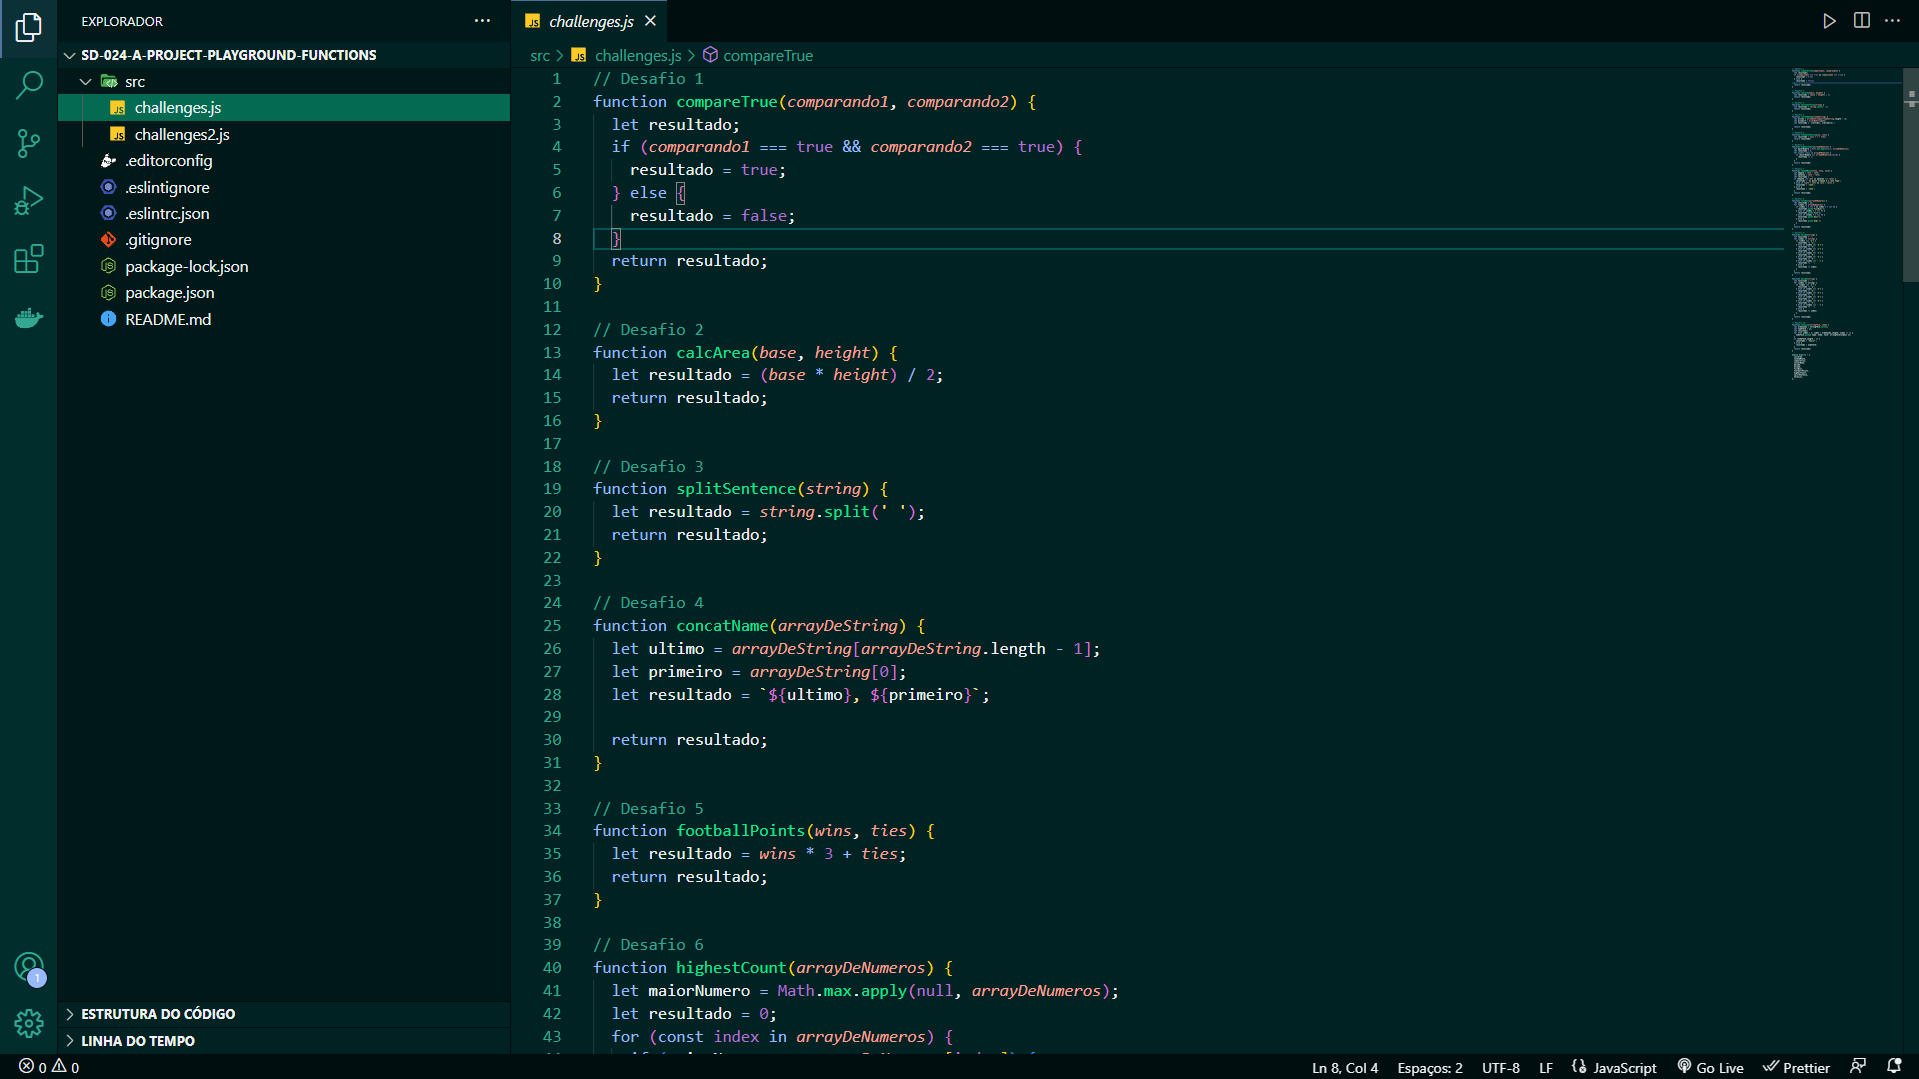 EXPLORADOR
SD-024-A-PROJECT-PLAYGROUND-FUNCTIONS
src
JS challenges.js
JS challenges2.js
.editorconfig
.eslintignore
.eslintrc.json
.gitignore
package-lock.json
package.json
README.md
ESTRUTURA DO CÓDIGO
LINHA DO TEMPO
JS challenges.js
src > JS challenges.js > compareTrue
1 // Desafio 1
2 function compareTrue(comparando1, comparando2) {
3 let resultado;
4 if (comparando1 === true && comparando2 === true) {
5 resultado = true;
6 } else {
7 resultado = false;
8 }
9 return resultado;
10 }
11
12 // Desafio 2
13 function calcArea(base, height) {
14 let resultado = (base * height) / 2;
15 return resultado;
16 }
17
18 // Desafio 3
19 function splitSentence(string) {
20 let resultado = string.split(' ');
21 return resultado;
22 }
23
24 // Desafio 4
25 function concatName(arrayDeString) {
26 let ultimo = arrayDeString[arrayDeString.length - 1];
27 let primeiro = arrayDeString[0];
28 let resultado = `${ultimo}, ${primeiro}`;
29
30 return resultado;
31 }
32
33 // Desafio 5
34 function footballPoints(wins, ties) {
35 let resultado = wins * 3 + ties;
36 return resultado;
37 }
38
39 // Desafio 6
40 function highestCount(arrayDeNumeros) {
41 let maiorNumero = Math.max.apply(null, arrayDeNumeros);
42 let resultado = 0;
43 for (const index in arrayDeNumeros) {
1
0 0
Ln 8, Col 4 Espaços: 2 UTF-8 LF JavaScript Go Live Prettier